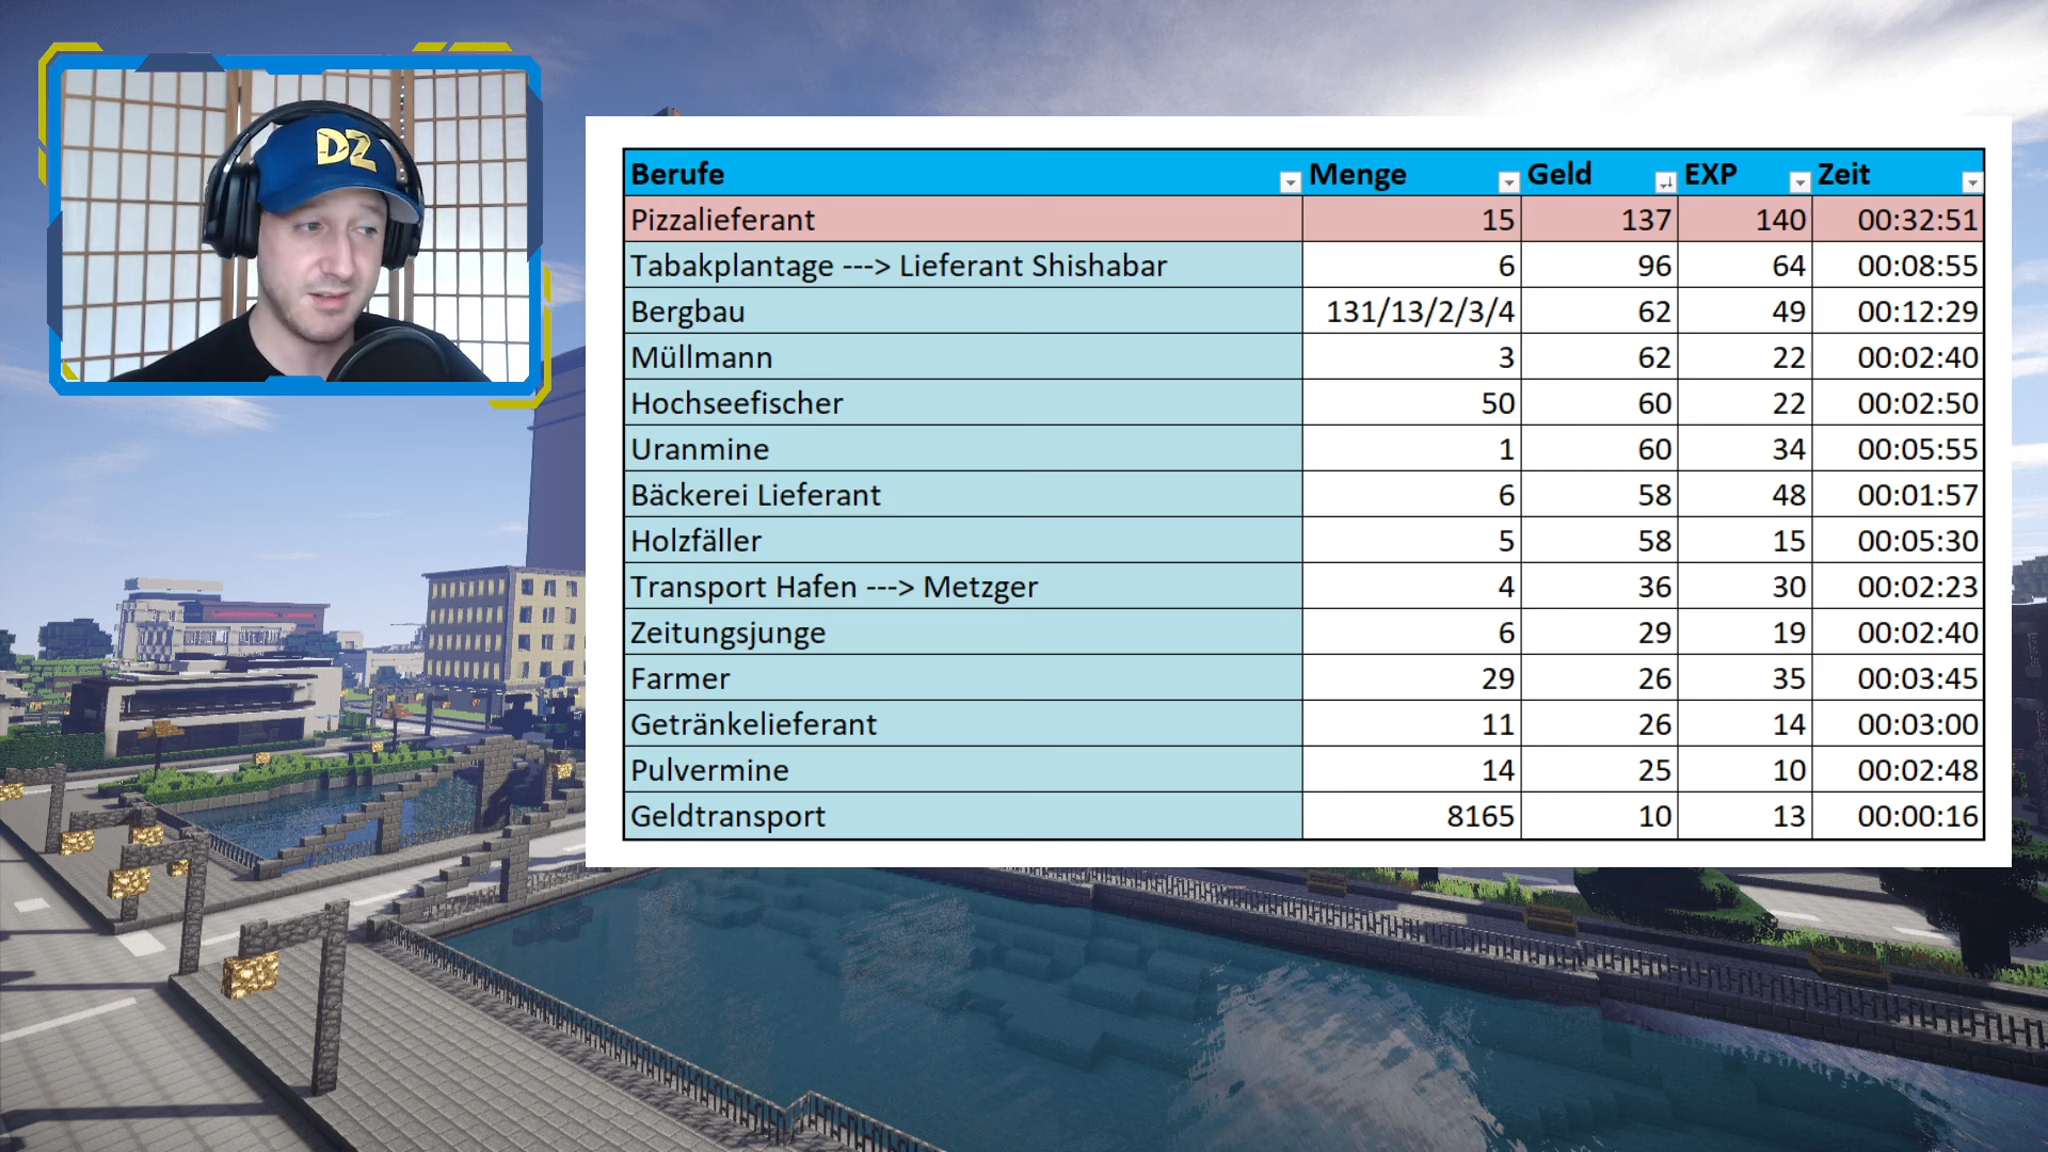 DZ
Berufe Menge Geld EXP Zeit
Pizzalieferant 15 137 140 00:32:51
Tabakplantage ---> Lieferant Shishabar 6 96 64 00:08:55
Bergbau 131/13/2/3/4 62 49 00:12:29
Müllmann 3 62 22 00:02:40
Hochseefischer 50 60 22 00:02:50
Uranmine 1 60 34 00:05:55
Bäckerei Lieferant 6 58 48 00:01:57
Holzfäller 5 58 15 00:05:30
Transport Hafen ---> Metzger 4 36 30 00:02:23
Zeitungsjunge 6 29 19 00:02:40
Farmer 29 26 35 00:03:45
Getränkelieferant 11 26 14 00:03:00
Pulvermine 14 25 10 00:02:48
Geldtransport 8165 10 13 00:00:16